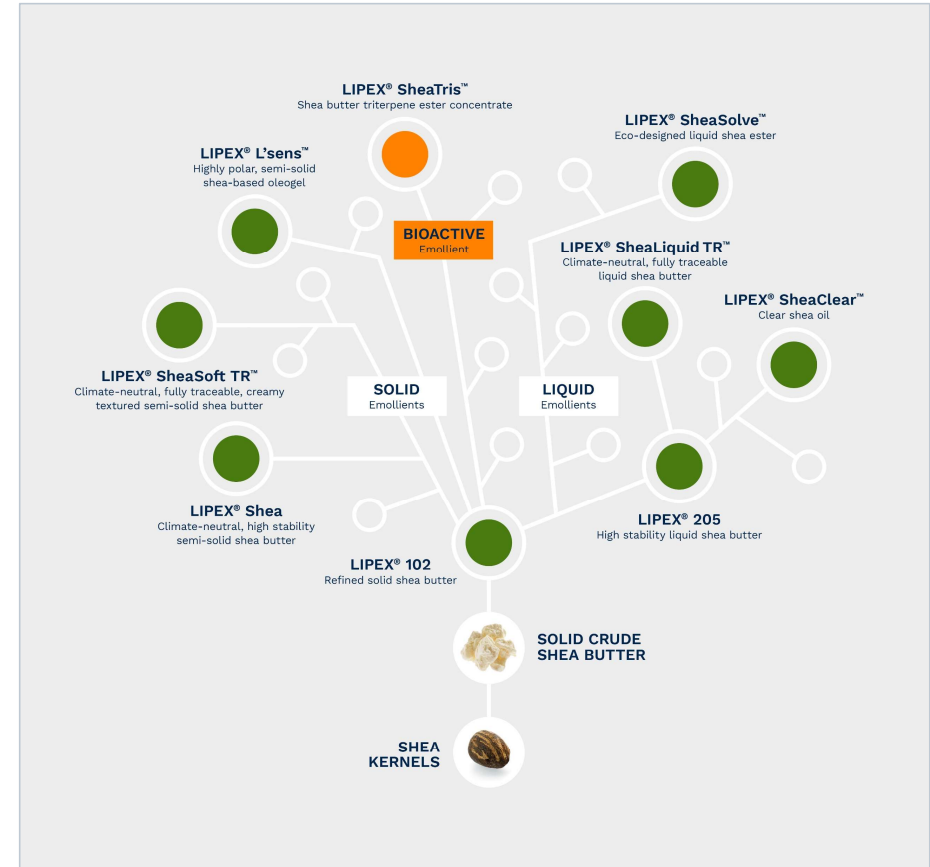 LIPEX® SheaTris™
Shea butter triterpene ester concentrate
LIPEX® SheaSolve™
Eco-designed liquid shea ester
LIPEX® L'sens™
Highly polar, semi-solid
shea-based oleogel
BIOACTIVE
Emollient
LIPEX® SheaLiquid TR™
Climate-neutral, fully traceable
liquid shea butter
LIPEX® SheaClear™
Clear shea oil
LIPEX® SheaSoft TR™
Climate-neutral, fully traceable, creamy
textured semi-solid shea butter
SOLID
Emollients
LIQUID
Emollients
LIPEX® Shea
Climate-neutral, high stability
semi-solid shea butter
LIPEX® 205
High stability liquid shea butter
LIPEX® 102
Refined solid shea butter
SOLID CRUDE
SHEA BUTTER
SHEA
KERNELS